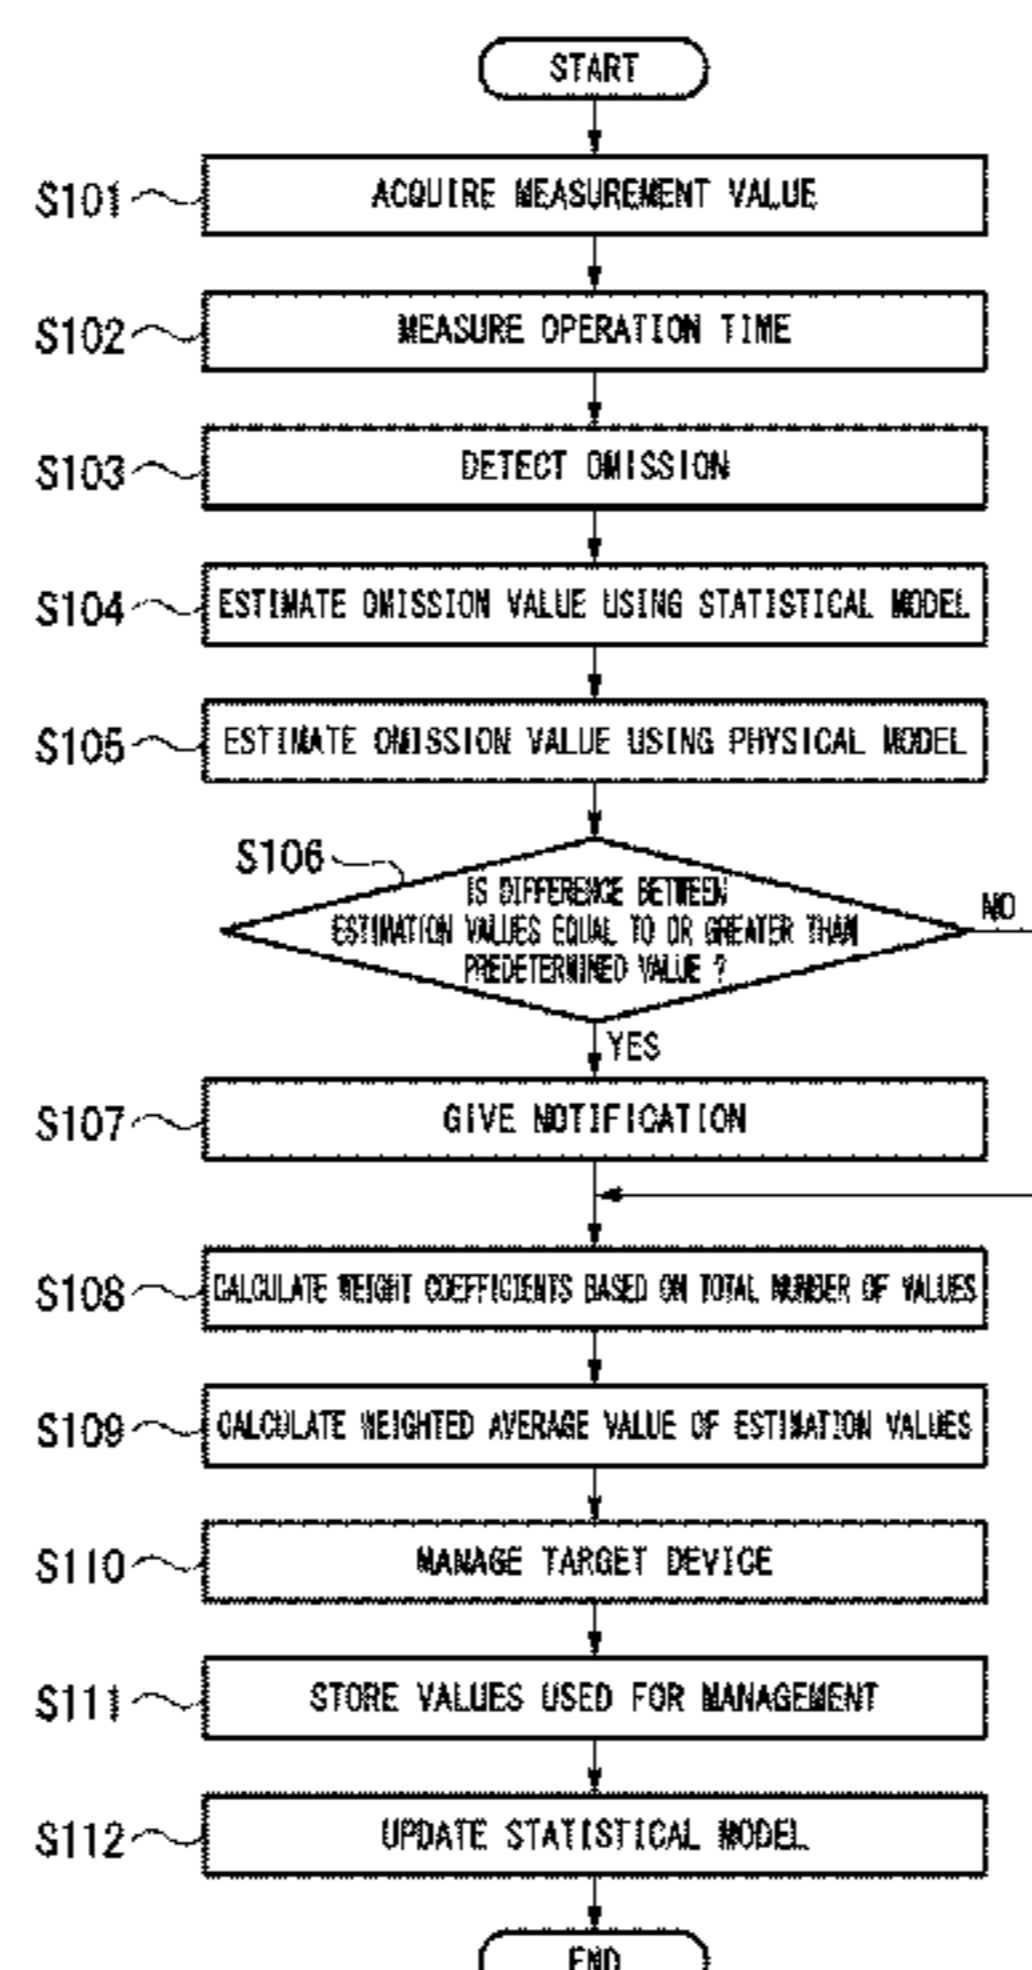 START
S101 ACQUIRE MEASUREMENT VALUE
S102 MEASURE OPERATION TIME
S103 DETECT OMISSION
S104 ESTIMATE OMISSION VALUE USING STATISTICAL MODEL
S105 ESTIMATE OMISSION VALUE USING PHYSICAL MODEL
S106
IS DIFFERENCE BETWEEN
ESTIMATION VALUES EQUAL TO OR GREATER THAN
PREDETERMINED VALUE ?
NO
YES
S107 GIVE NOTIFICATION
S108 CALCULATE WEIGHT COEFFICIENTS BASED ON TOTAL NUMBER OF VALUES
S109 CALCULATE WEIGHTED AVERAGE VALUE OF ESTIMATION VALUES
S110 MANAGE TARGET DEVICE
S111 STORE VALUES USED FOR MANAGEMENT
S112 UPDATE STATISTICAL MODEL
END